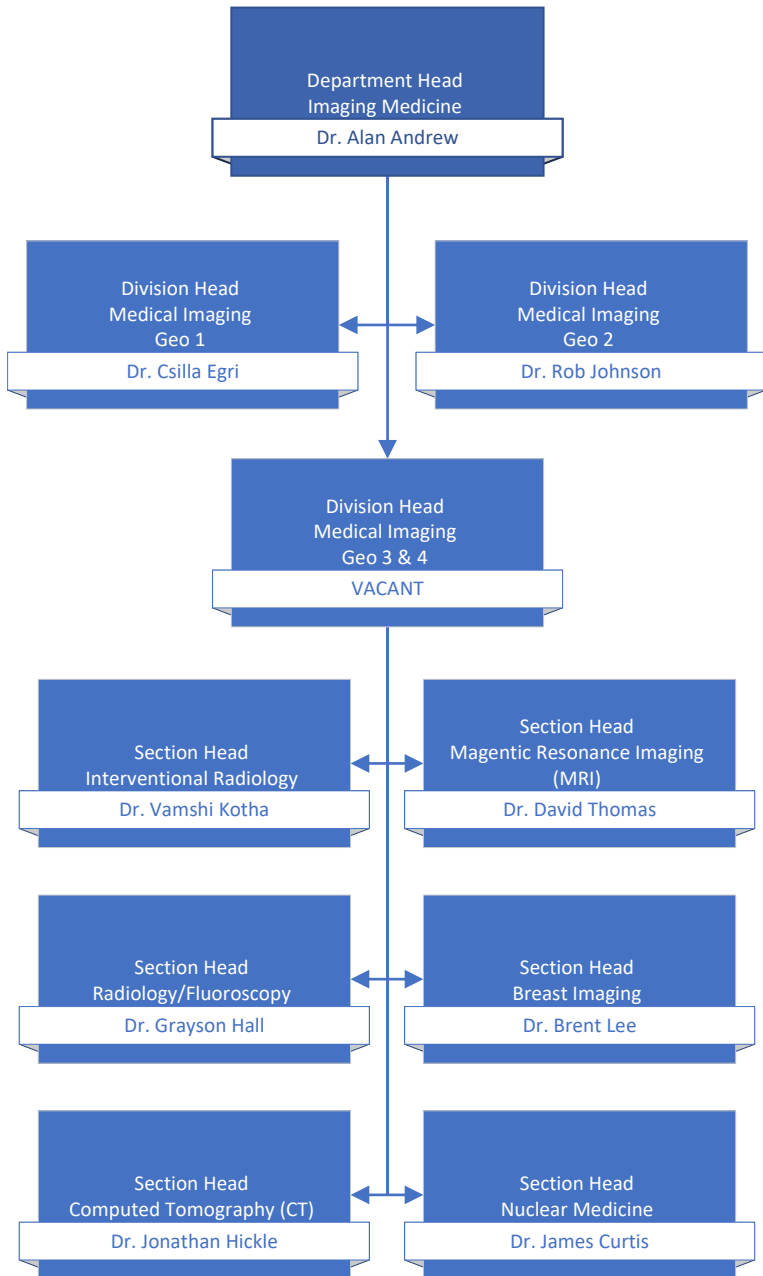 Department Head
Imaging Medicine
Dr. Alan Andrew
Division Head
Medical Imaging
Geo 1
Dr. Csilla Egri
Division Head
Medical Imaging
Geo 2
Dr. Rob Johnson
Division Head
Medical Imaging
Geo 3 & 4
VACANT
Section Head
Interventional Radiology
Dr. Vamshi Kotha
Section Head
Magentic Resonance Imaging
(MRI)
Dr. David Thomas
Section Head
Radiology/Fluoroscopy
Dr. Grayson Hall
Section Head
Breast Imaging
Dr. Brent Lee
Section Head
Computed Tomography (CT)
Dr. Jonathan Hickle
Section Head
Nuclear Medicine
Dr. James Curtis